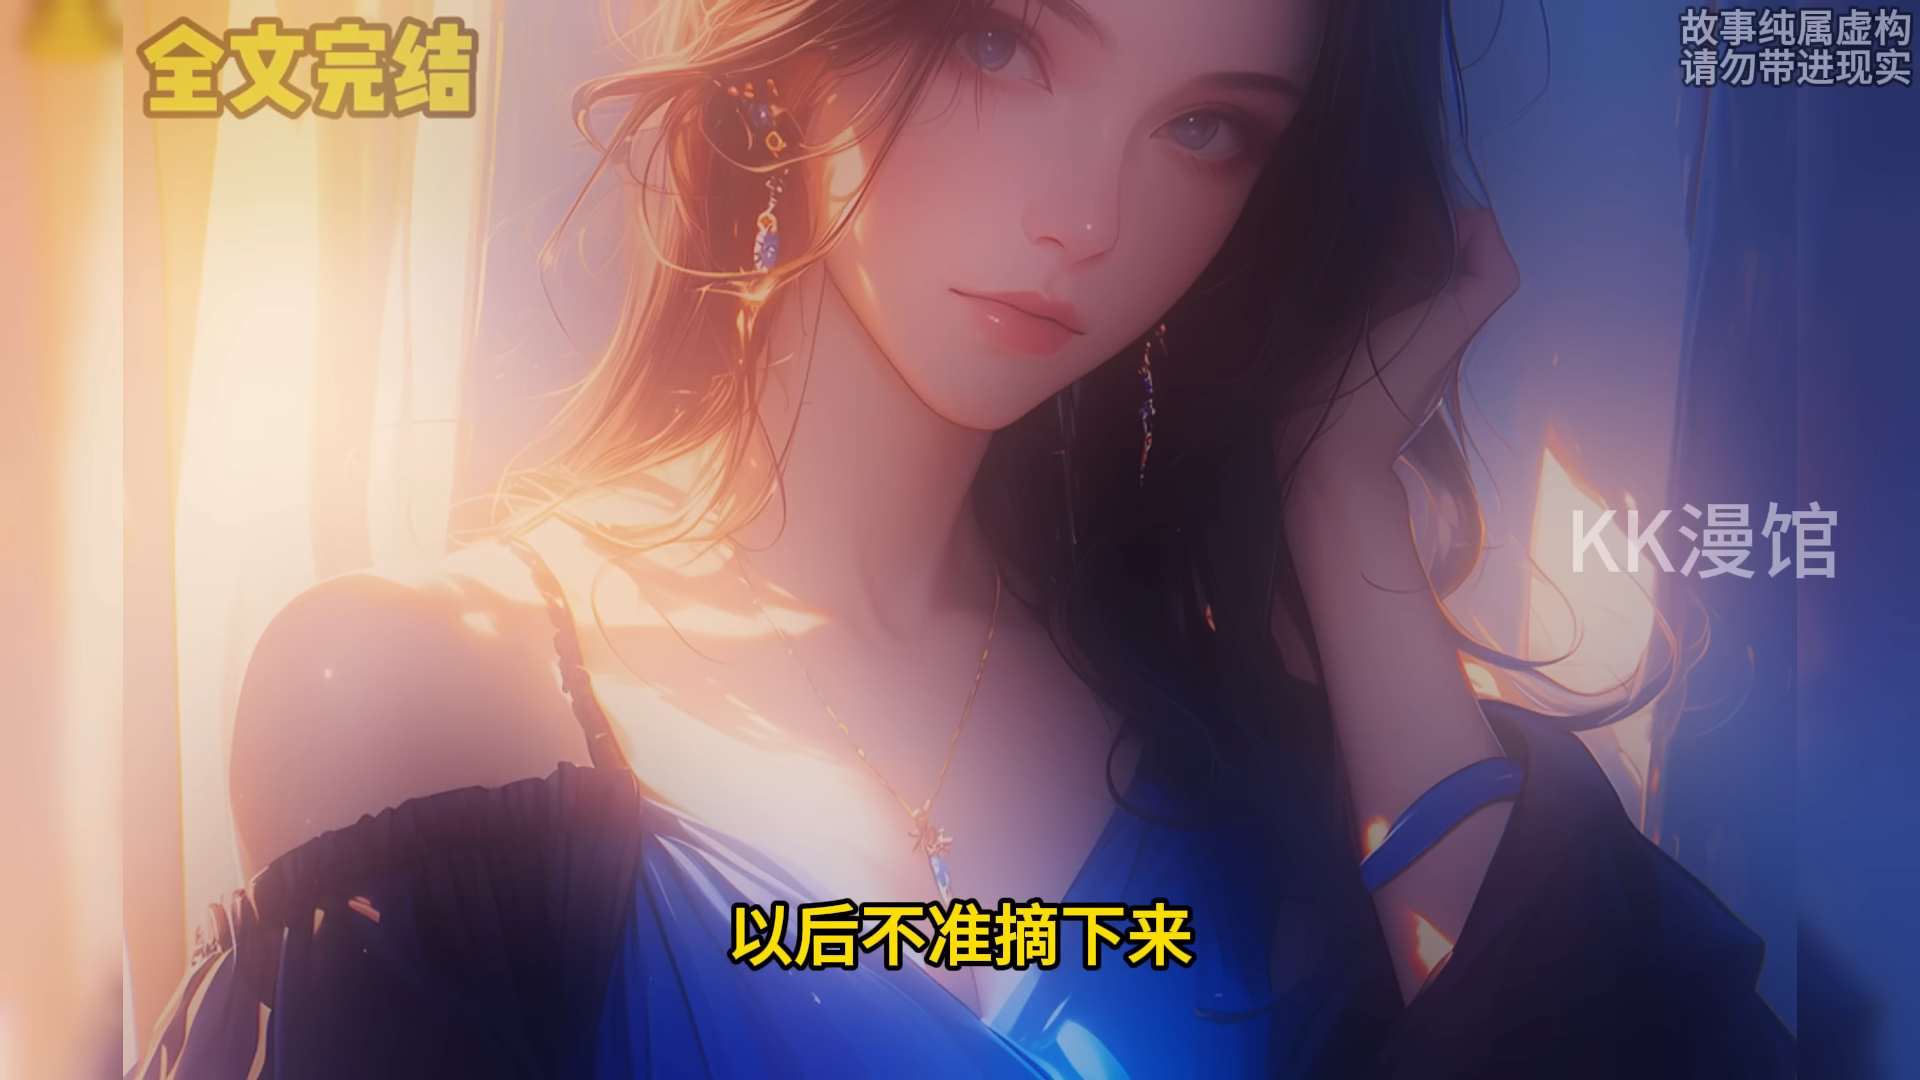 全文完结
故事纯属虚构
请勿带进现实
KK漫馆
以后不准摘下来